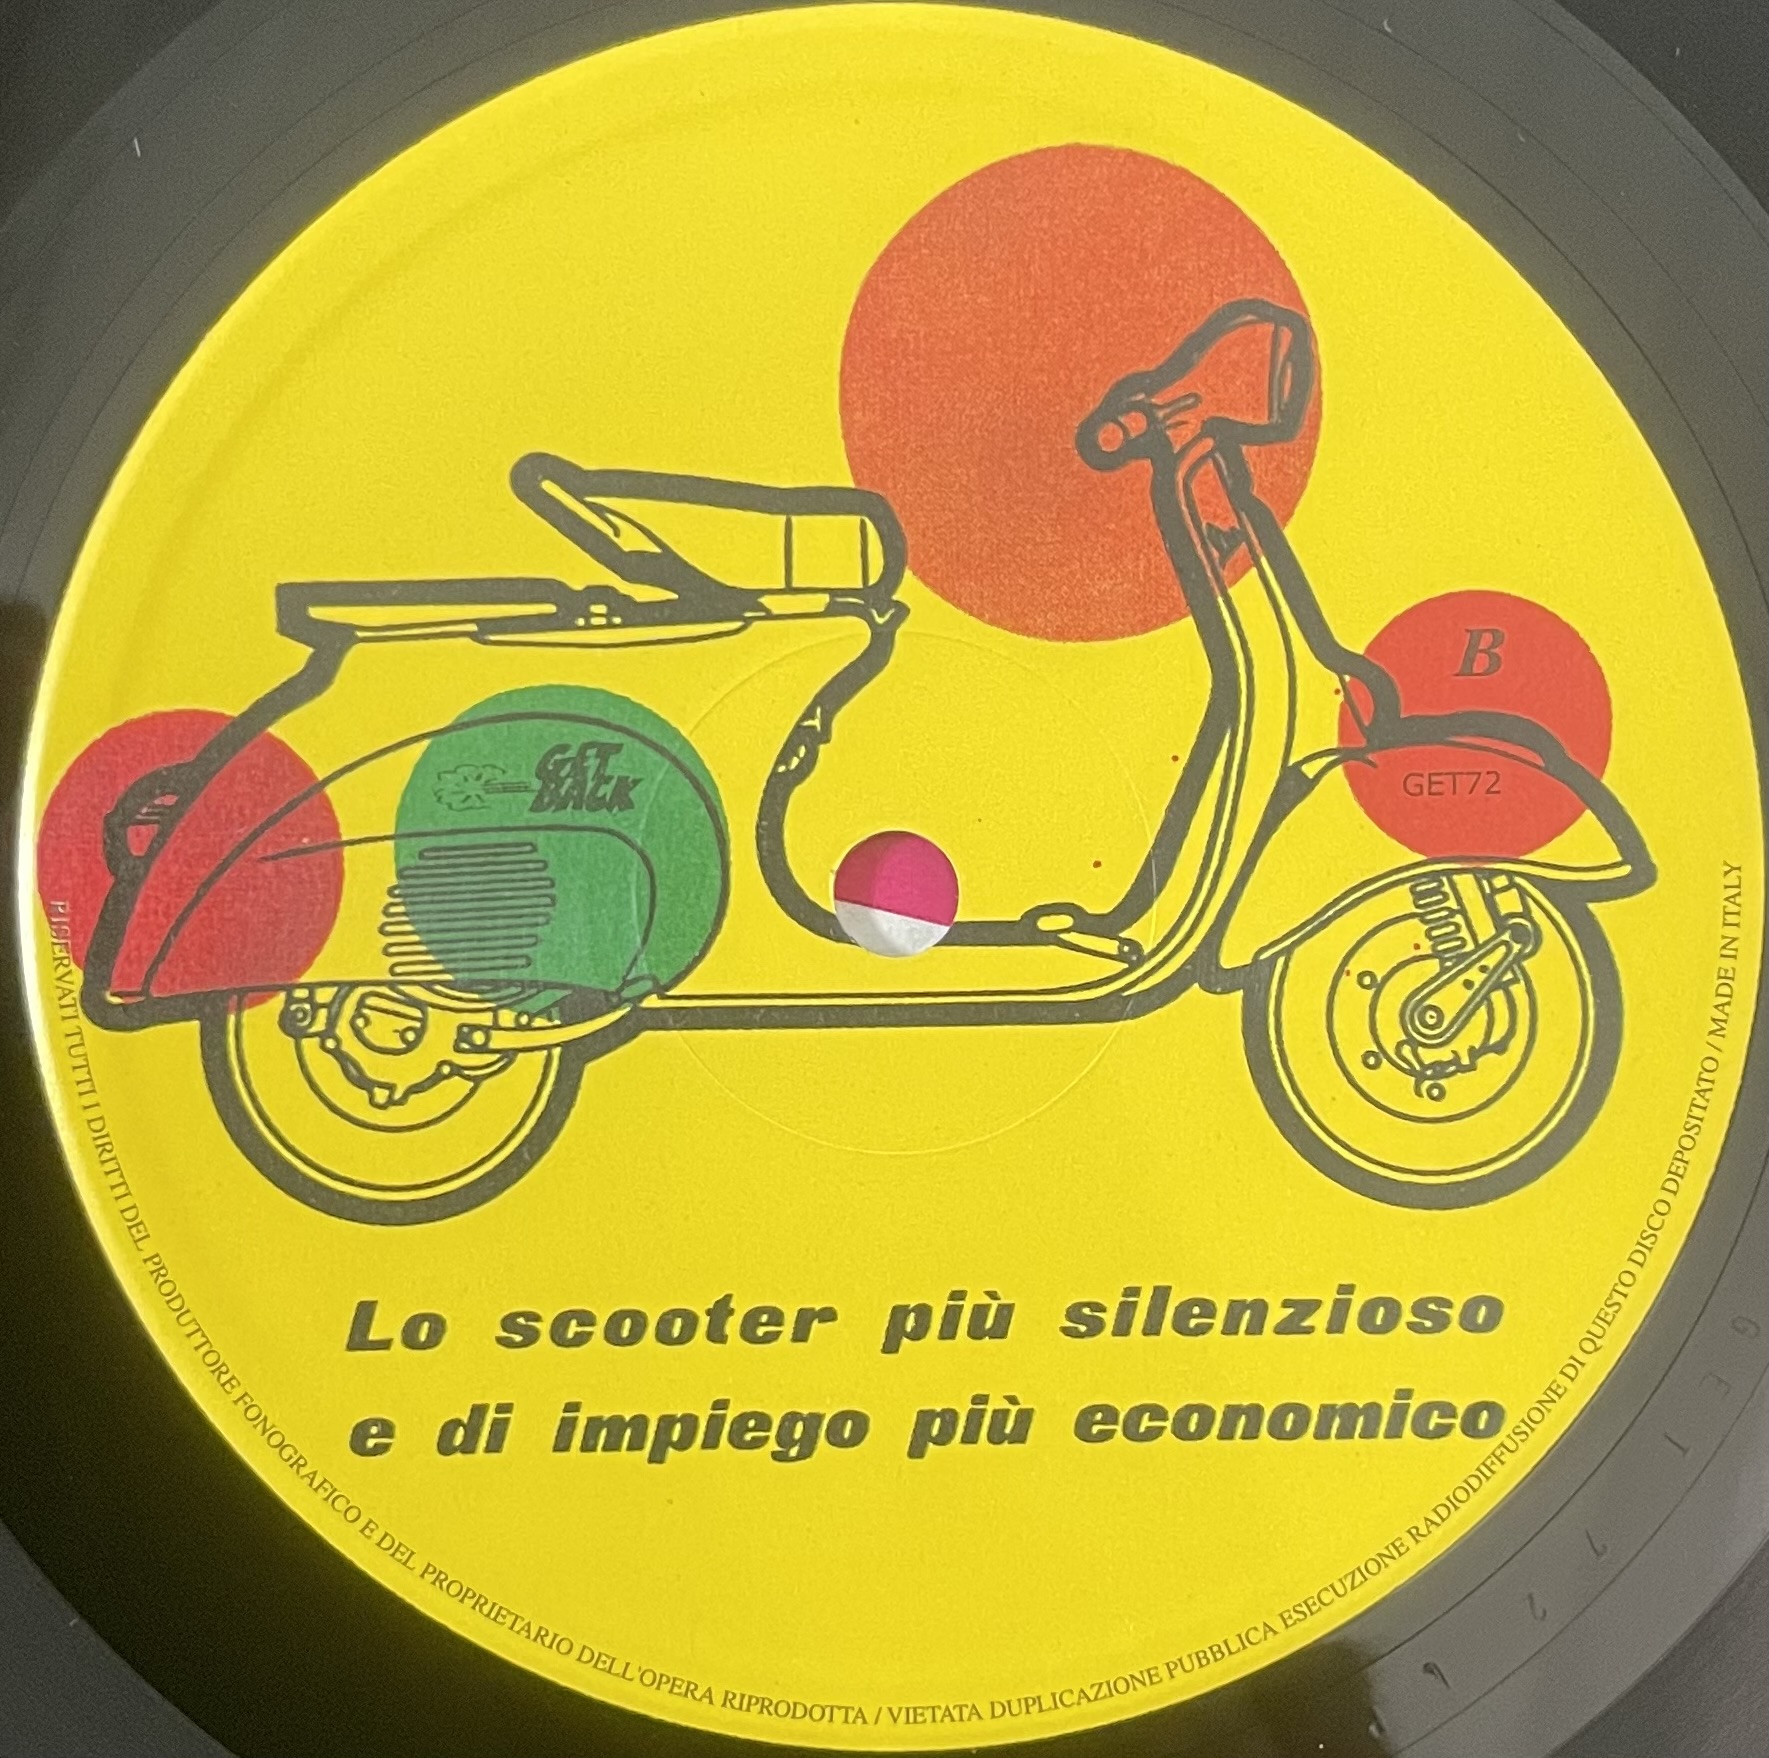 B
GET
BACK
GET72
Lo scooter più silenzioso
e di impiego più economico
RISERVATI TUTTI I DIRITTI DEL PRODUTTORE FONOGRAFICO E DEL PROPRIETARIO DELL'OPERA RIPRODOTTA / VIETATA DUPLICAZIONE PUBBLICA ESECUZIONE RADIODIFFUSIONE DI QUESTO DISCO DEPOSITATO / MADE IN ITALY